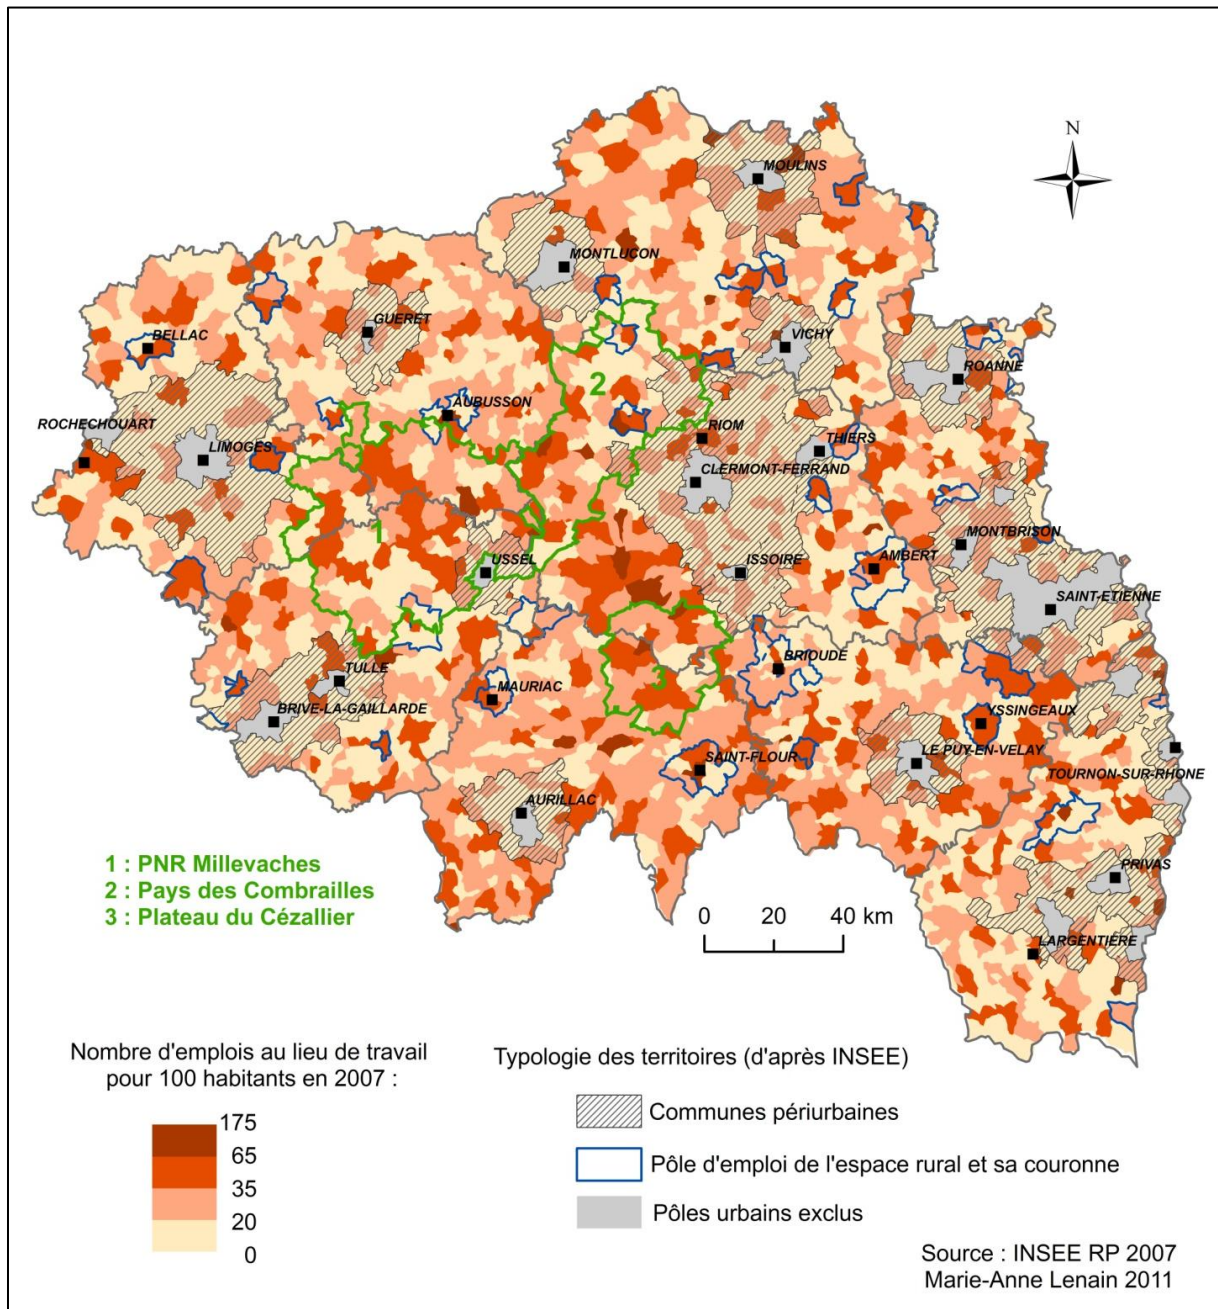 N
MOULINS
MONTLUCON
GUERET
VICHY
BELLAC
ROANNE
2
AUBUSSON
ROCHECHOUART
RIOM
THIERS
LIMOGES
CLERMONT-FERRAND
1
MONTBRISON
USSEL
ISSOIRE
AMBERT
SAINT-ETIENNE
BRIOUDE
TULLE
3
MAURIAC
BRIVE-LA-GAILLARDE
YSSINGEAUX
SAINT-FLOUR
LE PUY-EN-VELAY
TOURNON-SUR-RHONE
AURILLAC
PRIVAS
1 : PNR Millevaches
2 : Pays des Combrailles
3 : Plateau du Cézallier
0 20 40 km
LARGENTIÈRE
Nombre d'emplois au lieu de travail
pour 100 habitants en 2007 :
175
65
35
20
0
Typologie des territoires (d'après INSEE)
Communes périurbaines
Pôle d'emploi de l'espace rural et sa couronne
Pôles urbains exclus
Source : INSEE RP 2007
Marie-Anne Lenain 2011